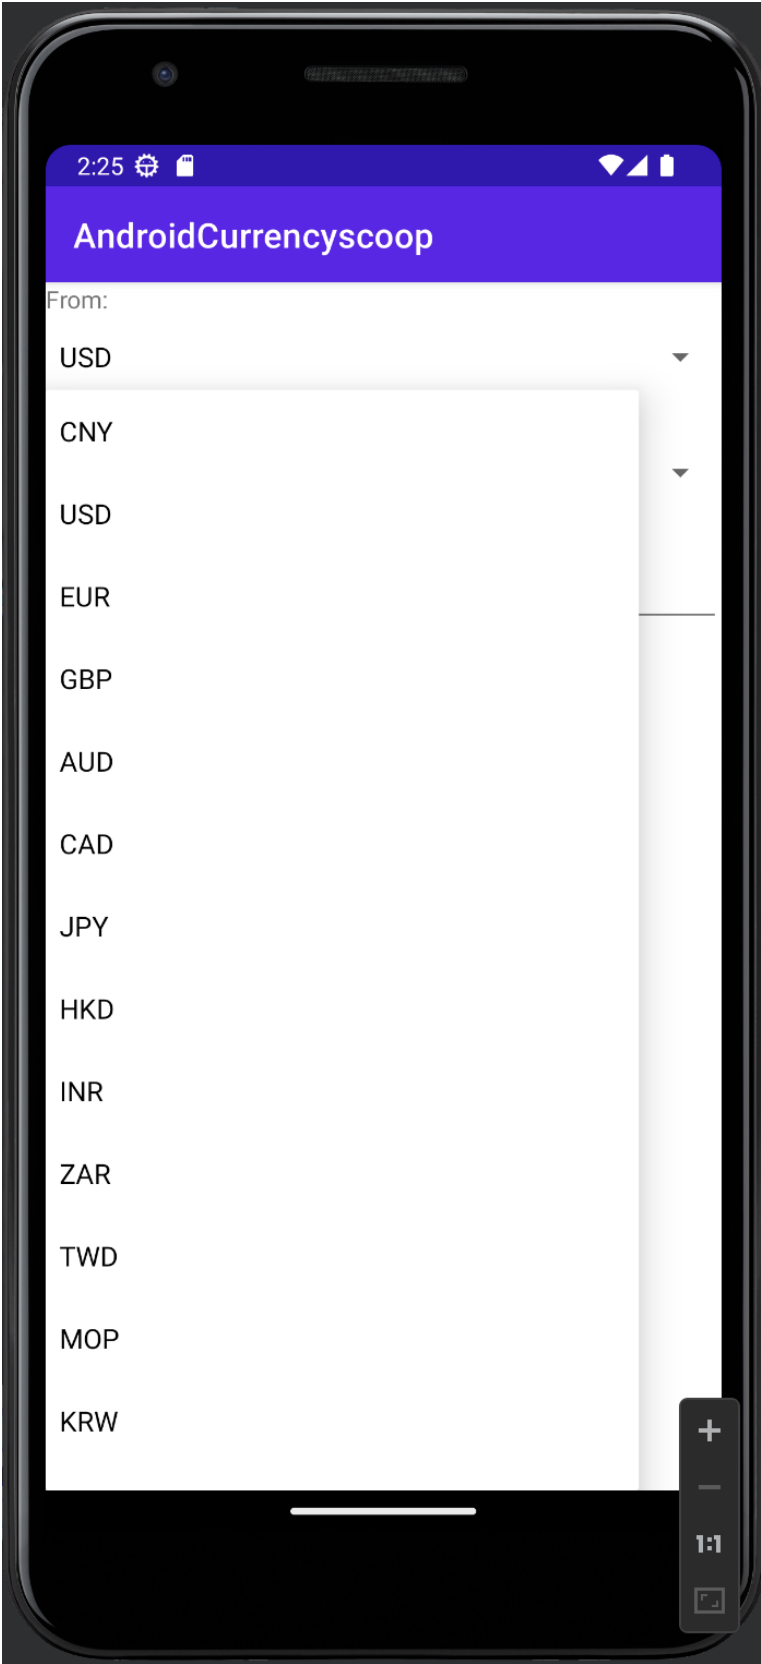 2:25
AndroidCurrencyscoop
From:
USD
CNY
USD
EUR
GBP
AUD
CAD
JPY
HKD
INR
ZAR
TWD
MOP
KRW
1:1